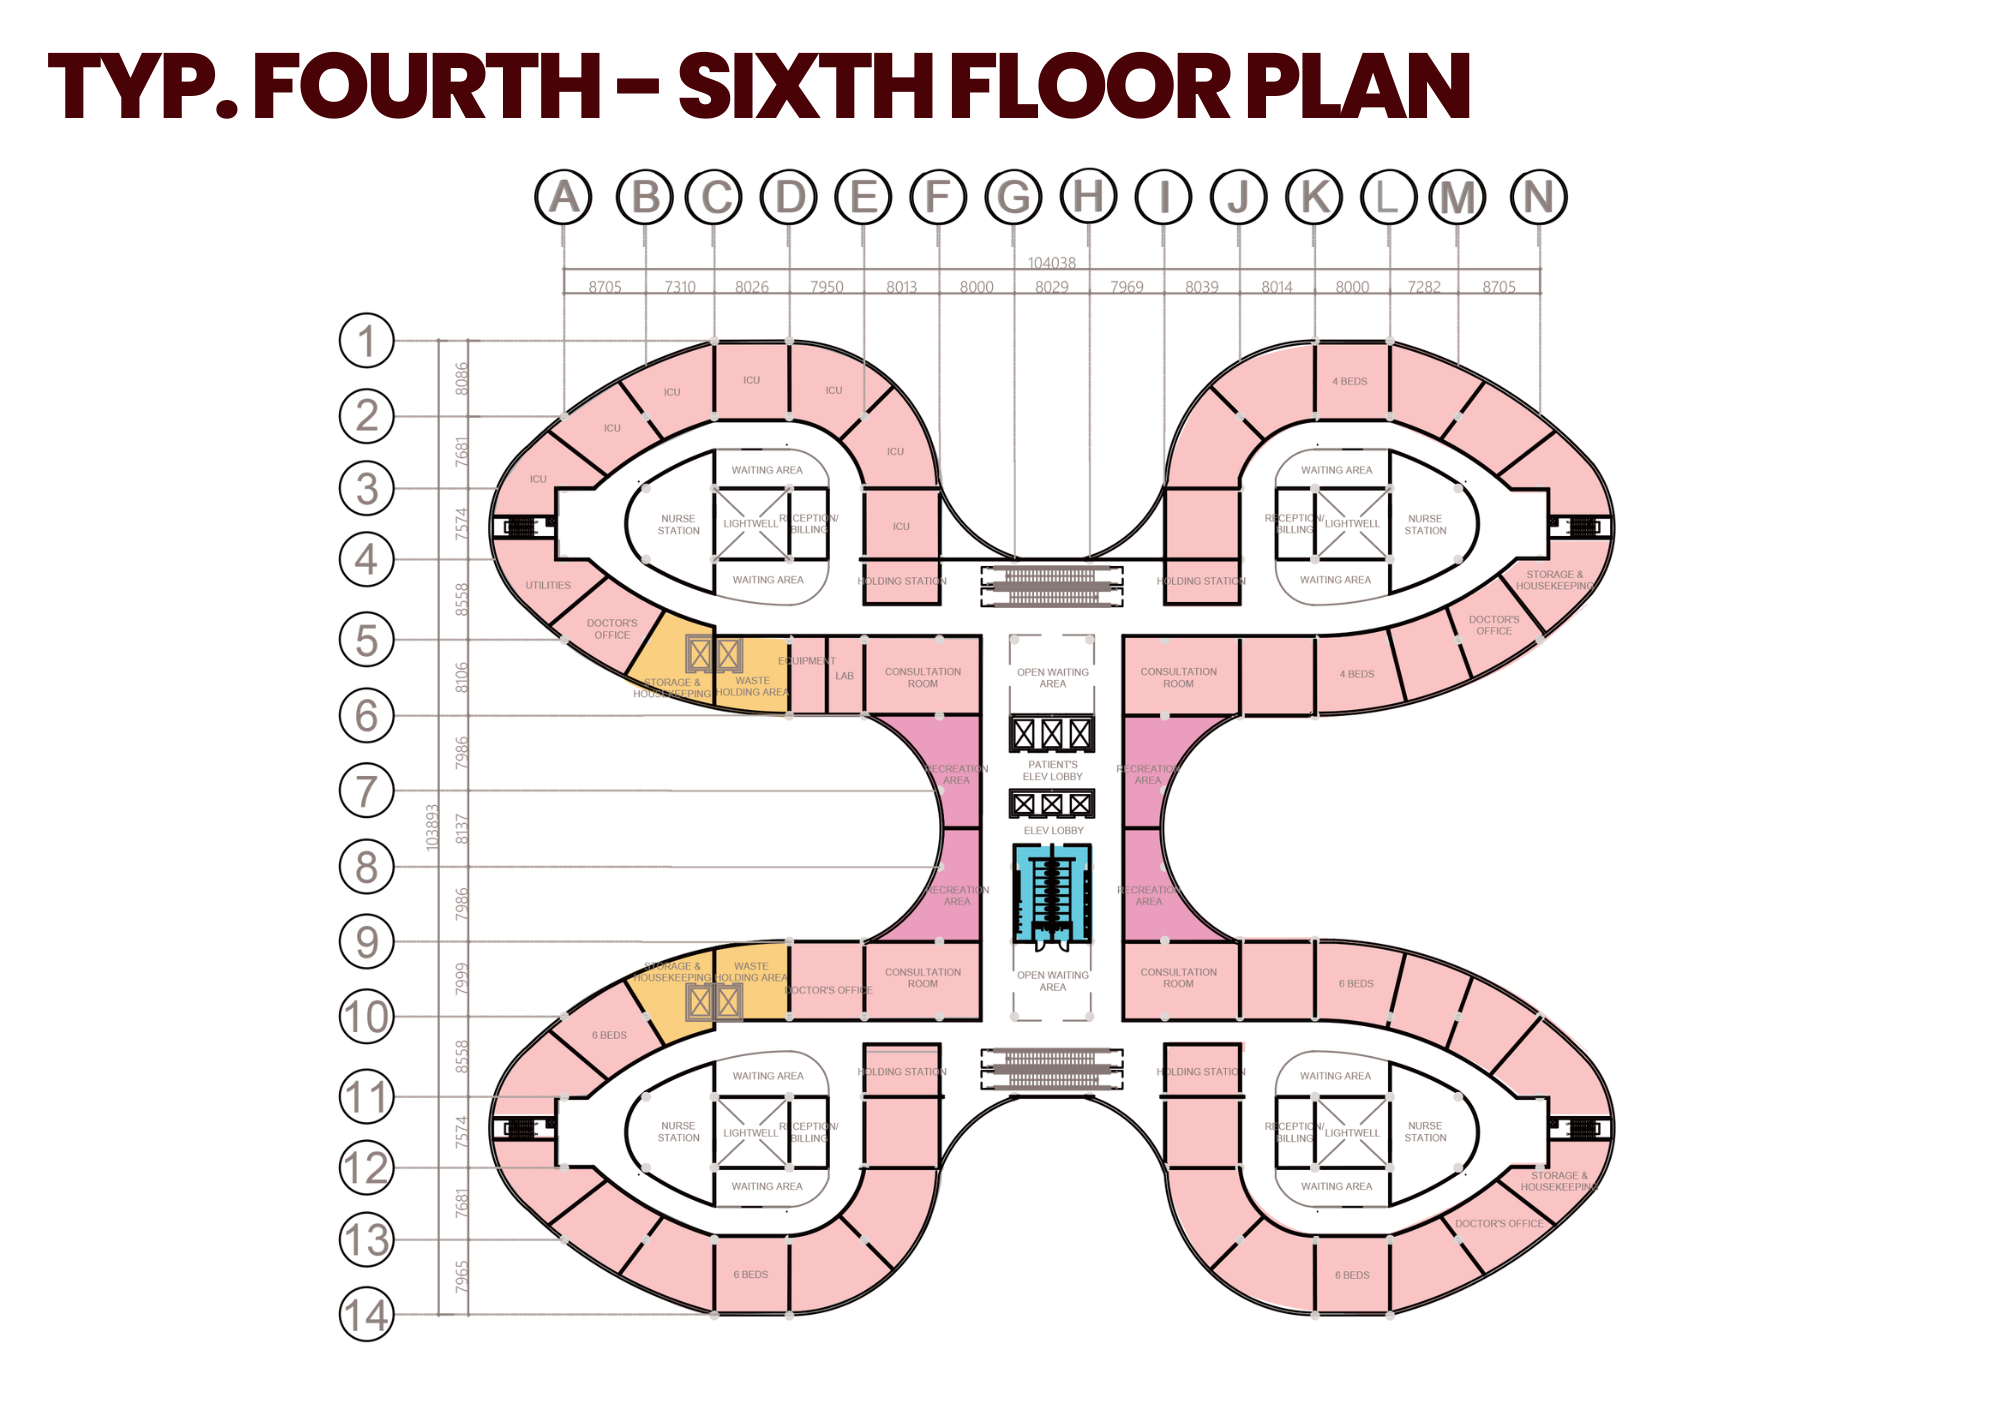 TYP. FOURTH - SIXTH FLOOR PLAN
A B C D E F G H I J K L M N
104038
8705 7310 8026 7950 8013 8000 8029 7969 8039 8014 8000 7282 8705
1
2
3
4
5
6
7
8
9
10
11
12
13
14
103893
8086
7681
7574
8558
8106
7986
8137
7986
7999
8558
7574
7681
7965
ICU
ICU
ICU
ICU
ICU
ICU
ICU
HOLDING STATION
WAITING AREA
NURSE
STATION
LIGHTWELL
RECEPTION/
BILLING
WAITING AREA
UTILITIES
DOCTOR'S
OFFICE
STORAGE &
HOUSEKEEPING
WASTE
HOLDING AREA
EQUIPMENT
LAB
CONSULTATION
ROOM
4 BEDS
WAITING AREA
RECEPTION/
BILLING
LIGHTWELL
NURSE
STATION
WAITING AREA
HOLDING STATION
STORAGE &
HOUSEKEEPING
DOCTOR'S
OFFICE
4 BEDS
CONSULTATION
ROOM
OPEN WAITING
AREA
PATIENT'S
ELEV LOBBY
ELEV LOBBY
RECREATION
AREA
RECREATION
AREA
RECREATION
AREA
RECREATION
AREA
OPEN WAITING
AREA
STORAGE &
HOUSEKEEPING
WASTE
HOLDING AREA
DOCTOR'S OFFICE
CONSULTATION
ROOM
6 BEDS
WAITING AREA
NURSE
STATION
LIGHTWELL
RECEPTION/
BILLING
WAITING AREA
HOLDING STATION
6 BEDS
CONSULTATION
ROOM
6 BEDS
HOLDING STATION
WAITING AREA
RECEPTION/
BILLING
LIGHTWELL
NURSE
STATION
WAITING AREA
STORAGE &
HOUSEKEEPING
DOCTOR'S OFFICE
6 BEDS